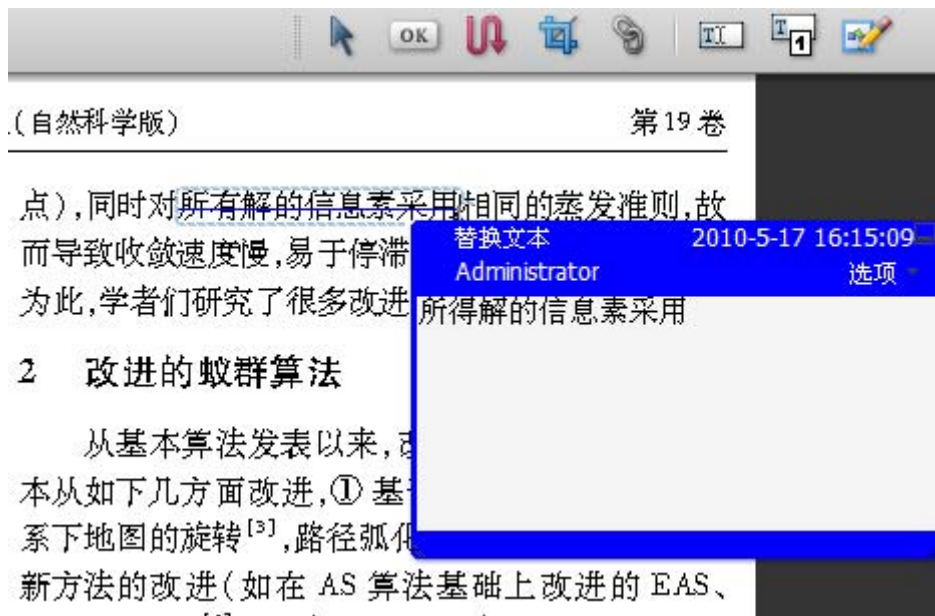 OK
TI
T1
(自然科学版) 第19卷
点),同时对所有解的信息素采用相同的蒸发准则,故
而导致收敛速度慢,易于停滞
为此,学者们研究了很多改进
替换文本 2010-5-17 16:15:09
Administrator 选项
所得解的信息素采用
2 改进的蚁群算法
从基本算法发表以来,
本从如下几方面改进,① 基
系下地图的旋转[3],路径弧化
新方法的改进(如在 AS 算法基础上改进的 EAS、